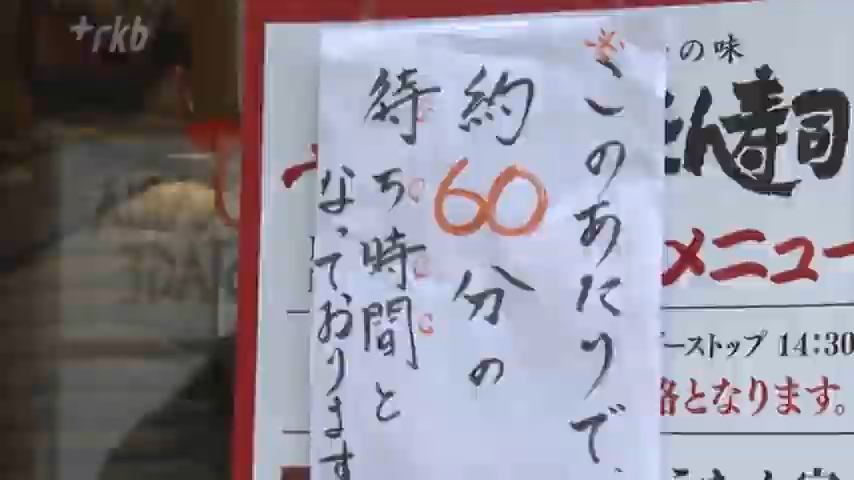 +rkb
※このあたりで、
約60分の
待ち時間と
なっております
の味
寿司
メニュー
ストップ 14:30
となります。